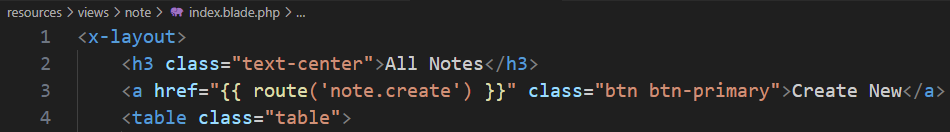 resources > views > note > index.blade.php > ...
1 <x-layout>
2 <h3 class="text-center">All Notes</h3>
3 <a href="{{ route('note.create') }}" class="btn btn-primary">Create New</a>
4 <table class="table">